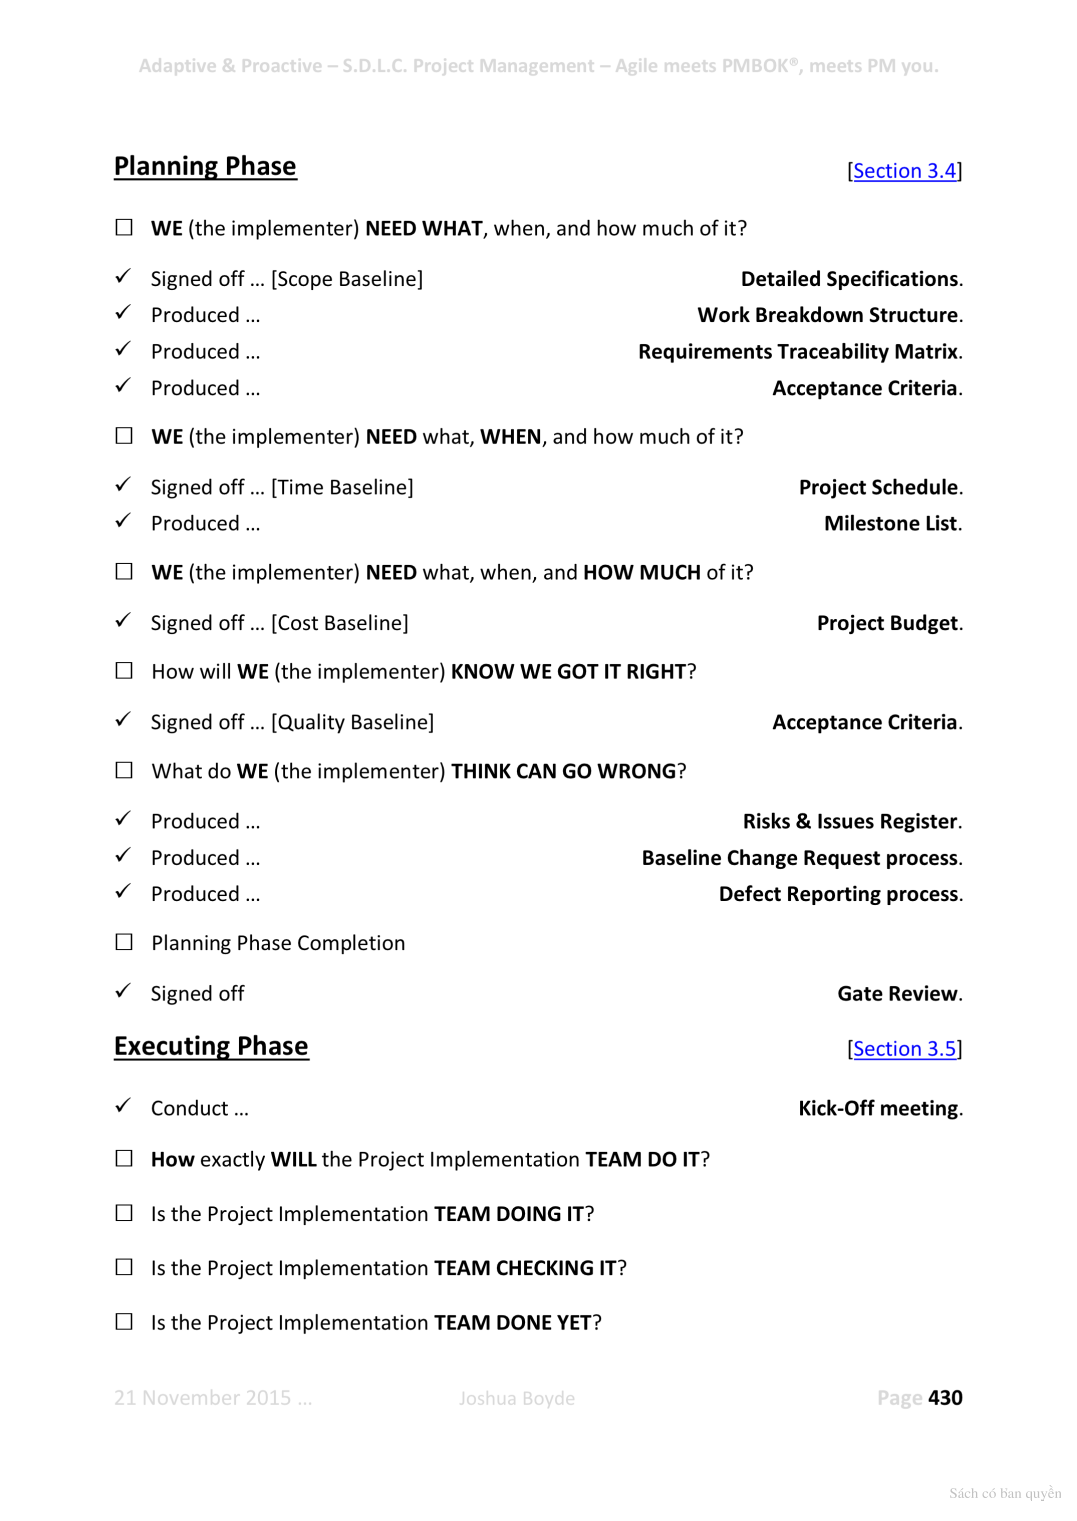 Adaptive & Proactive – S.D.L.C. Project Management – Agile meets PMBOK®, meets PM you.
Planning Phase [Section 3.4]
☐ WE (the implementer) NEED WHAT, when, and how much of it?
✓ Signed off … [Scope Baseline] Detailed Specifications.
✓ Produced … Work Breakdown Structure.
✓ Produced … Requirements Traceability Matrix.
✓ Produced … Acceptance Criteria.
☐ WE (the implementer) NEED what, WHEN, and how much of it?
✓ Signed off … [Time Baseline] Project Schedule.
✓ Produced … Milestone List.
☐ WE (the implementer) NEED what, when, and HOW MUCH of it?
✓ Signed off … [Cost Baseline] Project Budget.
☐ How will WE (the implementer) KNOW WE GOT IT RIGHT?
✓ Signed off … [Quality Baseline] Acceptance Criteria.
☐ What do WE (the implementer) THINK CAN GO WRONG?
✓ Produced … Risks & Issues Register.
✓ Produced … Baseline Change Request process.
✓ Produced … Defect Reporting process.
☐ Planning Phase Completion
✓ Signed off Gate Review.
Executing Phase [Section 3.5]
✓ Conduct … Kick-Off meeting.
☐ How exactly WILL the Project Implementation TEAM DO IT?
☐ Is the Project Implementation TEAM DOING IT?
☐ Is the Project Implementation TEAM CHECKING IT?
☐ Is the Project Implementation TEAM DONE YET?
21 November 2015 … Joshua Boyde Page 430
Sách có bản quyền